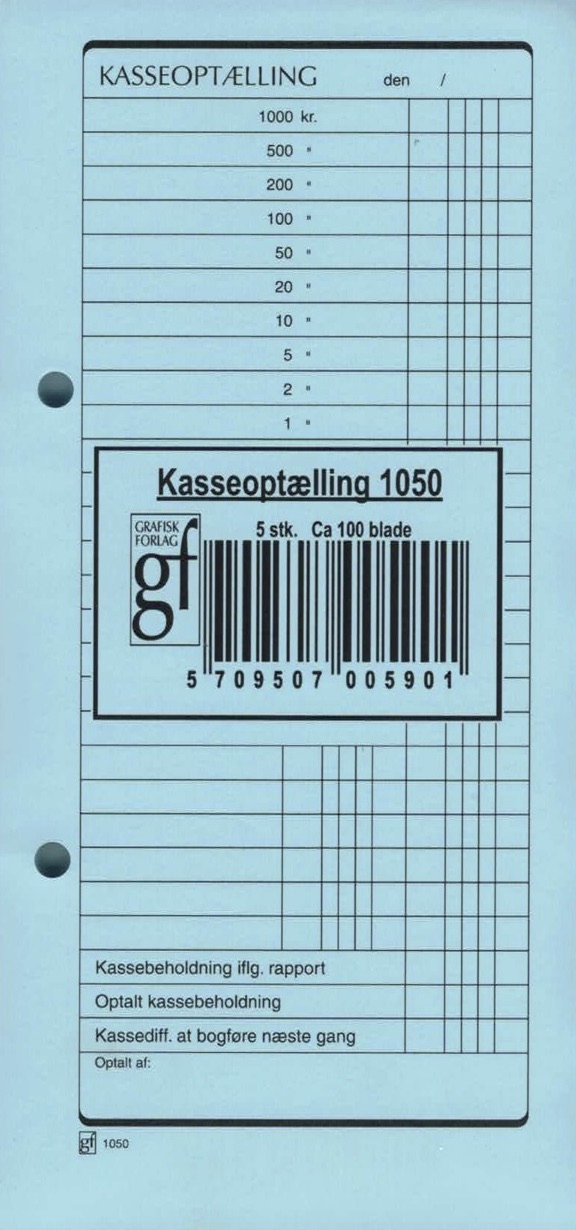 KASSEOPTÆLLING den /
1000 kr.
500 "
200 "
100 "
50 "
20 "
10 "
5 "
2 "
1 "
Kasseoptælling 1050
GRAFISK
FORLAG
gf
5 stk. Ca 100 blade
5 709507 005901
Kassebeholdning iflg. rapport
Optalt kassebeholdning
Kassediff. at bogføre næste gang
Optalt af:
gf 1050